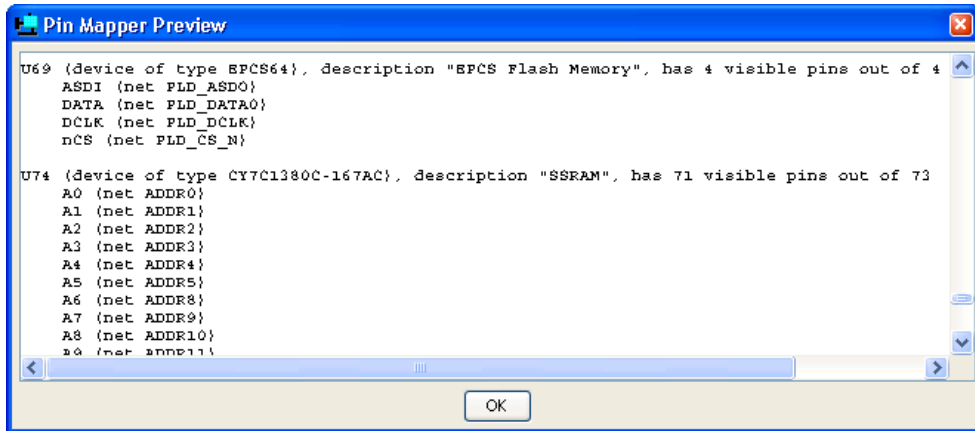 Pin Mapper Preview
U69 (device of type EPCS64), description "EPCS Flash Memory", has 4 visible pins out of 4
ASDI (net PLD_ASDO)
DATA (net PLD_DATA0)
DCLK (net PLD_DCLK)
nCS (net PLD_CS_N)
U74 (device of type CY7C1380C-167AC), description "SSRAM", has 71 visible pins out of 73
A0 (net ADDR0)
A1 (net ADDR1)
A2 (net ADDR2)
A3 (net ADDR3)
A4 (net ADDR4)
A5 (net ADDR5)
A6 (net ADDR8)
A7 (net ADDR9)
A8 (net ADDR10)
A9 (net ADDR11)
OK